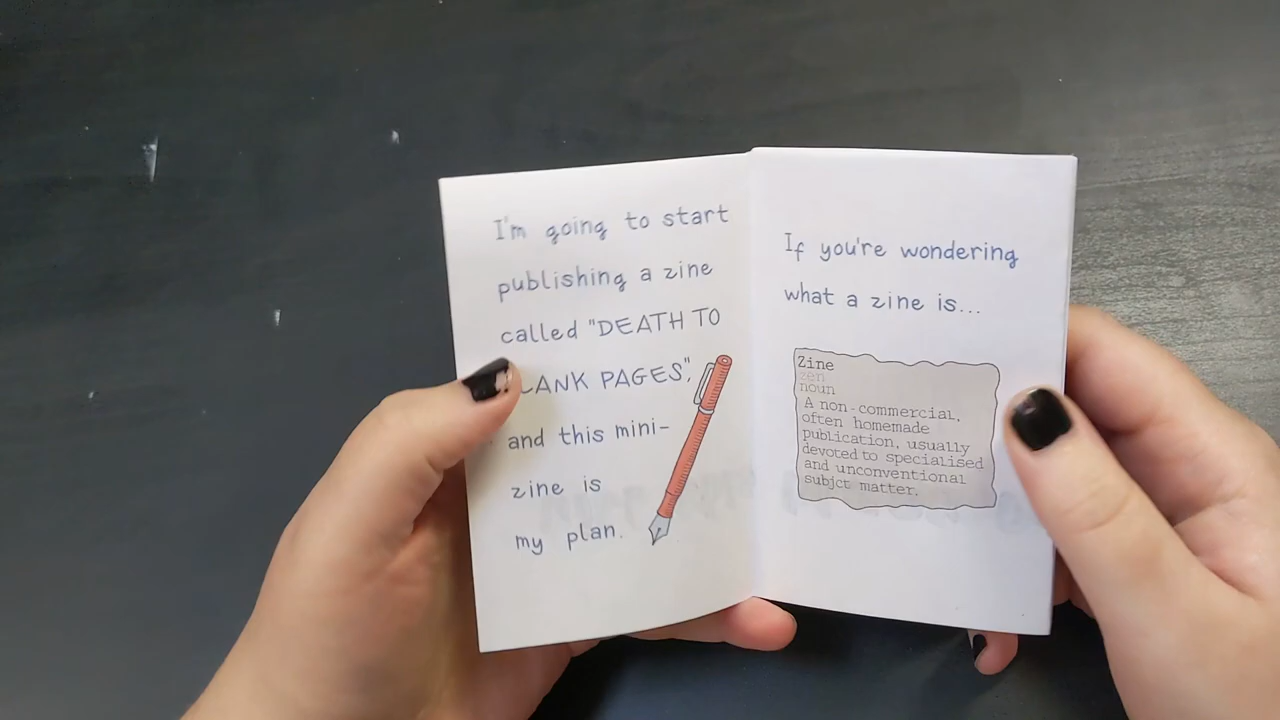 I'm going to start
publishing a zine
called "DEATH TO
LANK PAGES",
and this mini-
zine is
my plan.
If you're wondering
what a zine is...
Zine
zen
noun
A non-commercial,
often homemade
publication, usually
devoted to specialised
and unconventional
subjct matter.